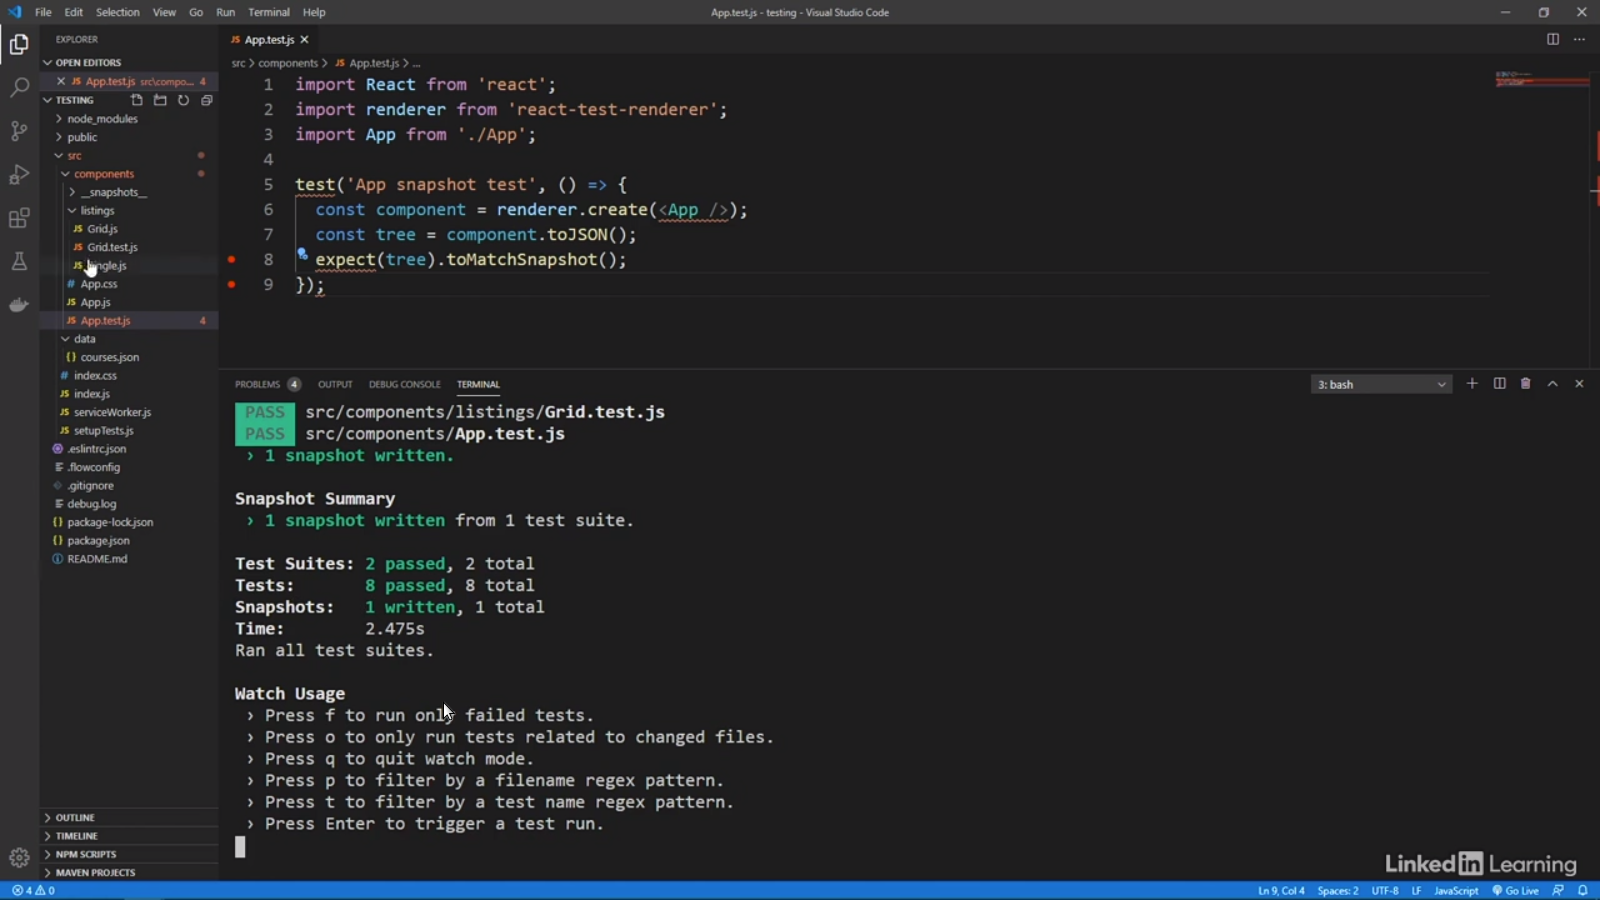 File Edit Selection View Go Run Terminal Help
App.test.js - testing - Visual Studio Code
EXPLORER
OPEN EDITORS
JS App.test.js src\compo... 4
TESTING
node_modules
public
src
components
__snapshots__
listings
JS Grid.js
JS Grid.test.js
JS
# App.css
JS App.js
JS App.test.js 4
data
{} courses.json
# index.css
JS index.js
JS serviceWorker.js
JS setupTests.js
.eslintrc.json
.flowconfig
.gitignore
debug.log
{} package-lock.json
{} package.json
README.md
OUTLINE
TIMELINE
NPM SCRIPTS
MAVEN PROJECTS
JS App.test.js
src > components > JS App.test.js > ...
1 import React from 'react';
2 import renderer from 'react-test-renderer';
3 import App from './App';
4
5 test('App snapshot test', () => {
6 const component = renderer.create(<App />);
7 const tree = component.toJSON();
8 expect(tree).toMatchSnapshot();
9 });
PROBLEMS 4 OUTPUT DEBUG CONSOLE TERMINAL
3: bash
PASS src/components/listings/Grid.test.js
PASS src/components/App.test.js
› 1 snapshot written.
Snapshot Summary
› 1 snapshot written from 1 test suite.
Test Suites: 2 passed, 2 total
Tests: 8 passed, 8 total
Snapshots: 1 written, 1 total
Time: 2.475s
Ran all test suites.
Watch Usage
› Press f to run only failed tests.
› Press o to only run tests related to changed files.
› Press q to quit watch mode.
› Press p to filter by a filename regex pattern.
› Press t to filter by a test name regex pattern.
› Press Enter to trigger a test run.
LinkedIn Learning
4 0
Ln 9, Col 4 Spaces: 2 UTF-8 LF JavaScript Go Live